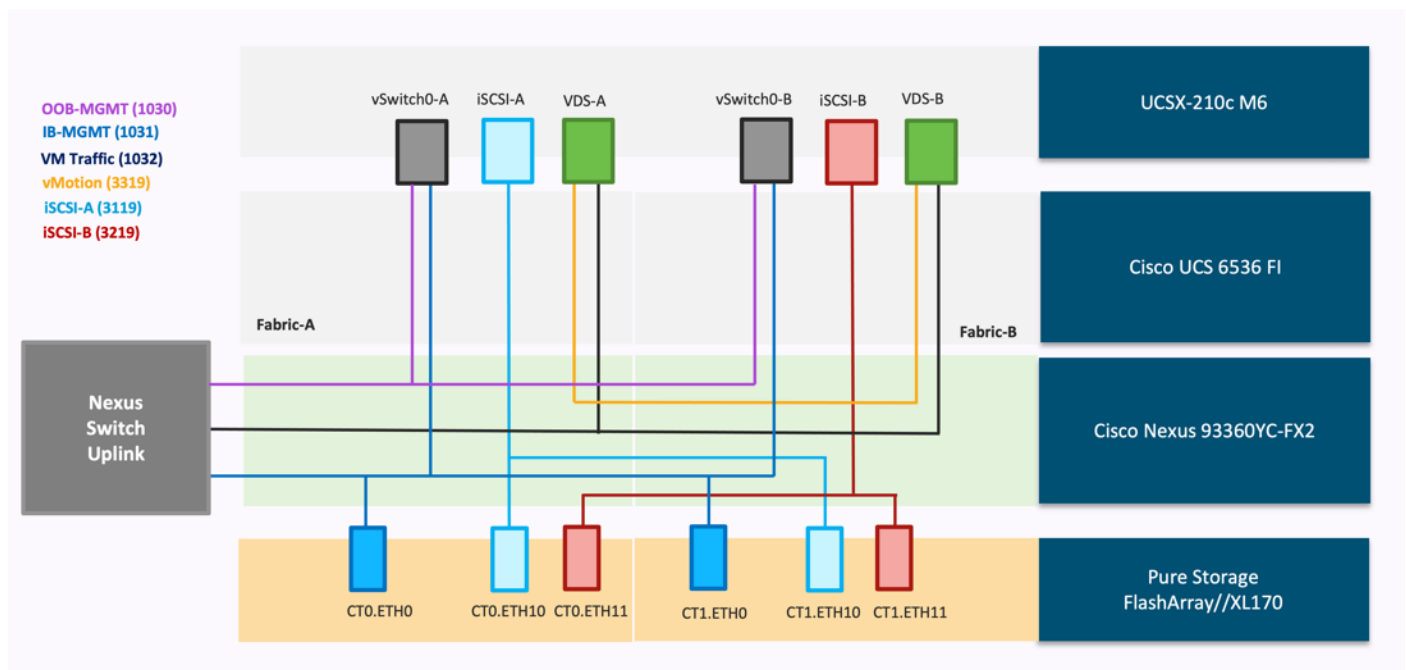 OOB-MGMT (1030)
IB-MGMT (1031)
VM Traffic (1032)
vMotion (3319)
iSCSI-A (3119)
iSCSI-B (3219)
vSwitch0-A
iSCSI-A
VDS-A
vSwitch0-B
iSCSI-B
VDS-B
UCSX-210c M6
Cisco UCS 6536 FI
Fabric-A
Fabric-B
Nexus
Switch
Uplink
Cisco Nexus 93360YC-FX2
CT0.ETH0
CT0.ETH10
CT0.ETH11
CT1.ETH0
CT1.ETH10
CT1.ETH11
Pure Storage
FlashArray//XL170